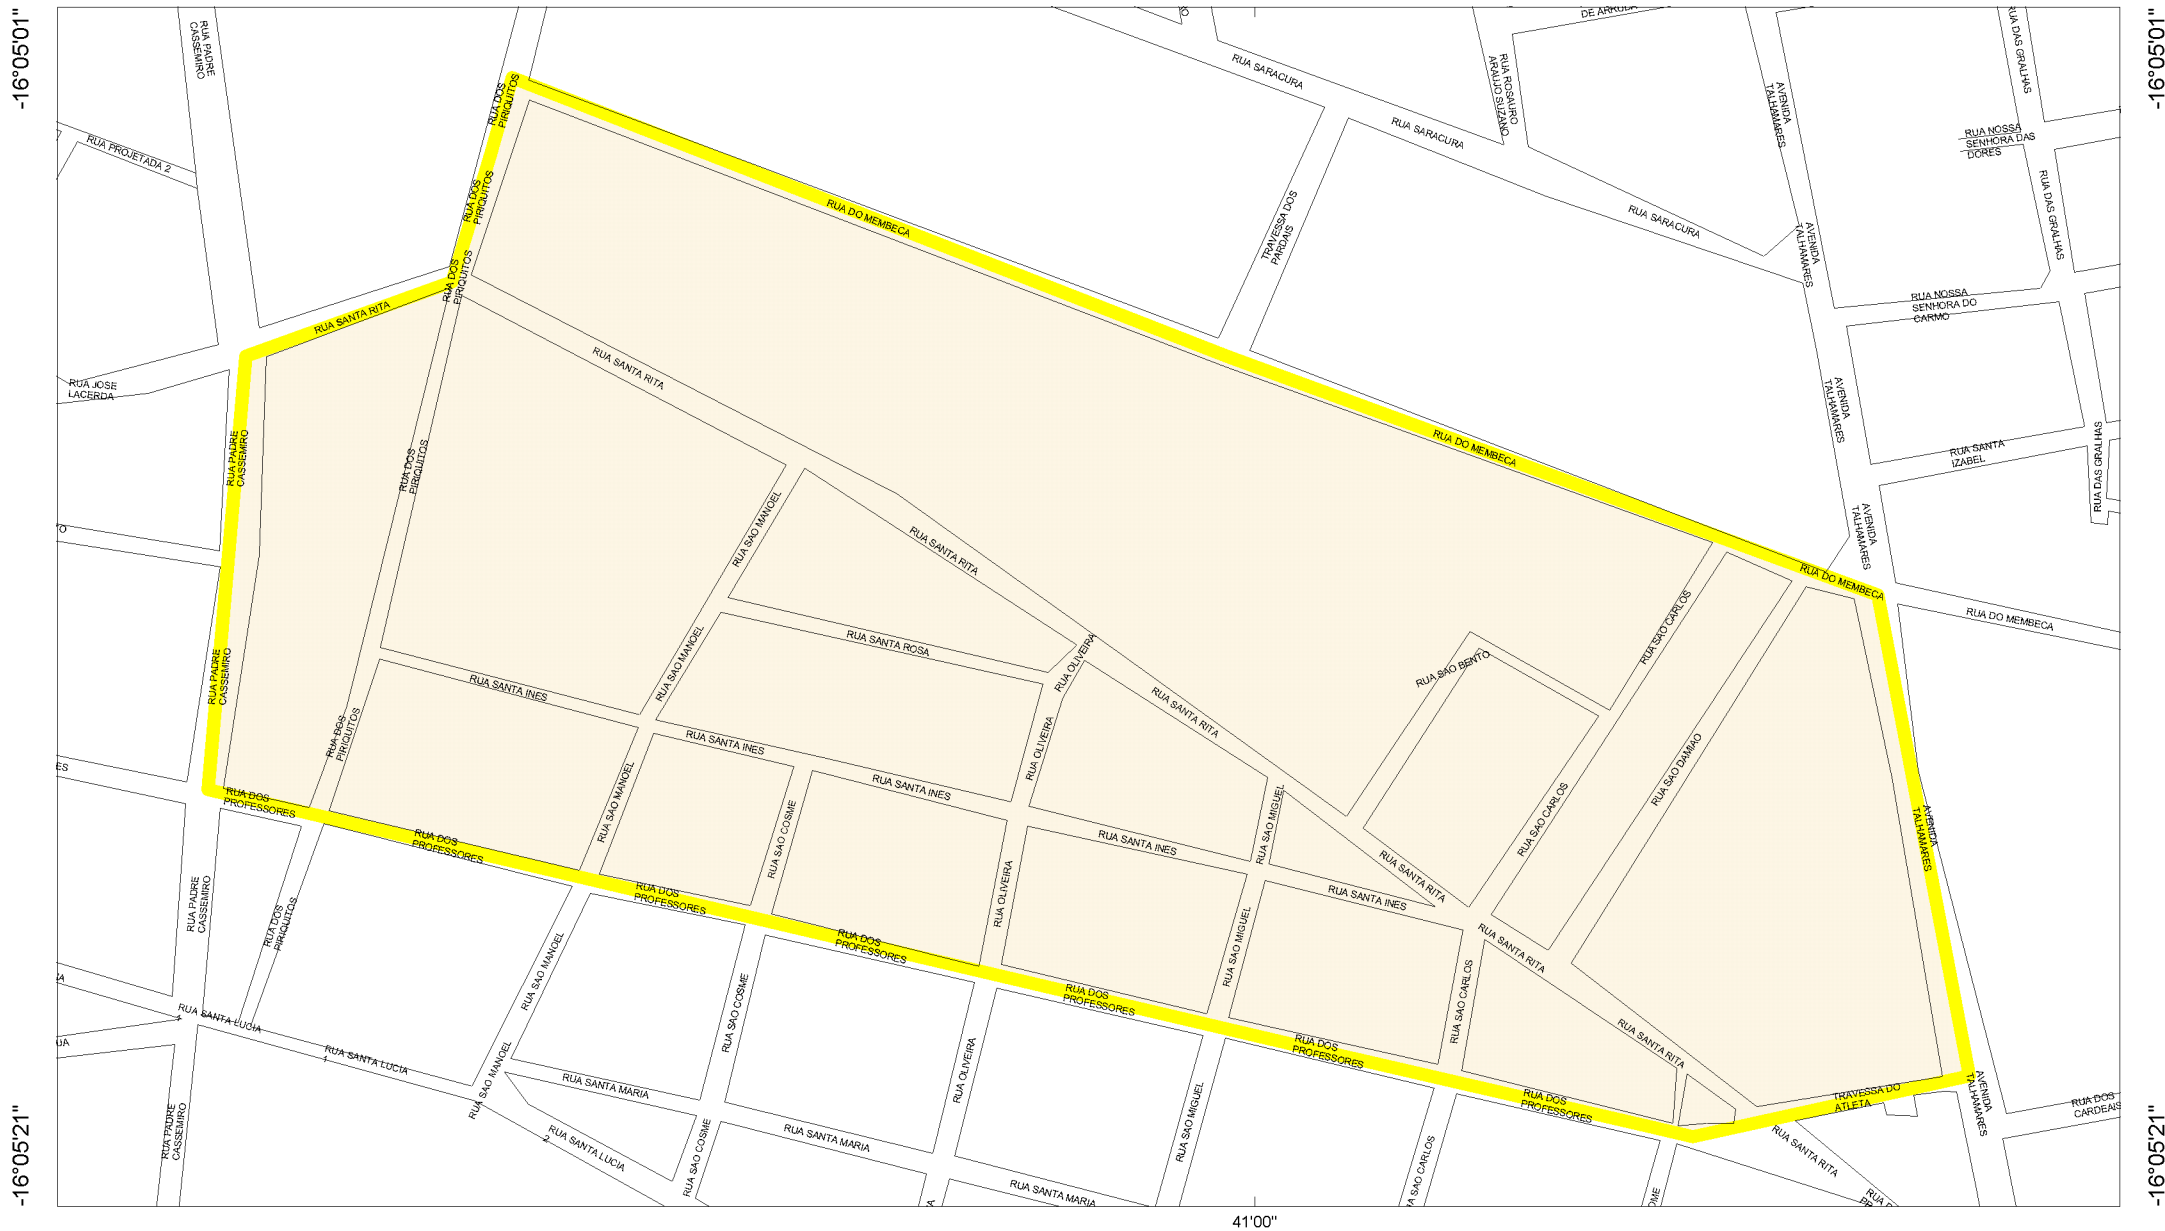 -16°05'01"
-16°05'01"
RUA PADRE
CASSEMIRO
RUA DOS
PIRIQUITOS
RUA SARACURA
RUA ROSAURO
ARAUJO SUZANO
DE ARRUDA
AVENIDA
TALHAMARES
RUA DAS GRALHAS
RUA PROJETADA 2
RUA SARACURA
RUA NOSSA
SENHORA DAS
DORES
RUA DOS
PIRIQUITOS
RUA DO MEMBECA
TRAVESSA DOS
PARDAIS
RUA SARACURA
AVENIDA
TALHAMARES
RUA DAS GRALHAS
RUA DOS
PIRIQUITOS
RUA SANTA RITA
RUA NOSSA
SENHORA DO
CARMO
RUA JOSE
LACERDA
RUA SANTA RITA
AVENIDA
TALHAMARES
RUA PADRE
CASSEMIRO
RUA DOS
PIRIQUITOS
RUA DO MEMBECA
RUA SANTA
IZABEL
RUA DAS GRALHAS
O
RUA SAO MANOEL
RUA SANTA RITA
AVENIDA
TALHAMARES
RUA DO MEMBECA
RUA DO MEMBECA
RUA PADRE
CASSEMIRO
RUA SAO MANOEL
RUA SANTA ROSA
RUA OLIVEIRA
RUA SAO BENTO
RUA SAO CARLOS
RUA SANTA INES
RUA SANTA RITA
RUA DOS
PIRIQUITOS
RUA SANTA INES
RUA OLIVEIRA
RUA SAO DAMIAO
ES
RUA DOS
PROFESSORES
RUA SAO MANOEL
RUA SAO COSME
RUA SANTA INES
RUA SANTA INES
RUA SAO MIGUEL
RUA SAO CARLOS
AVENIDA
TALHAMARES
RUA DOS
PROFESSORES
RUA SANTA RITA
RUA PADRE
CASSEMIRO
RUA DOS
PIRIQUITOS
RUA DOS
PROFESSORES
RUA OLIVEIRA
RUA SANTA INES
RUA SAO MANOEL
RUA DOS
PROFESSORES
RUA SAO MIGUEL
RUA SANTA RITA
A
RUA SANTA LUCIA
1
RUA SAO COSME
RUA DOS
PROFESSORES
RUA SAO CARLOS
UA
RUA SANTA LUCIA
1
RUA SAO MANOEL
RUA SANTA MARIA
RUA OLIVEIRA
RUA DOS
PROFESSORES
RUA SANTA RITA
RUA PADRE
CASSEMIRO
RUA SANTA LUCIA
2
RUA SAO COSME
RUA SANTA MARIA
RUA SAO MIGUEL
RUA DOS
PROFESSORES
TRAVESSA DO
ATLETA
AVENIDA
TALHAMARES
RUA DOS
CARDEAIS
RUA SANTA RITA
RUA SANTA MARIA
A
A SAO CARLOS
OME
-16°05'21"
-16°05'21"
41'00"